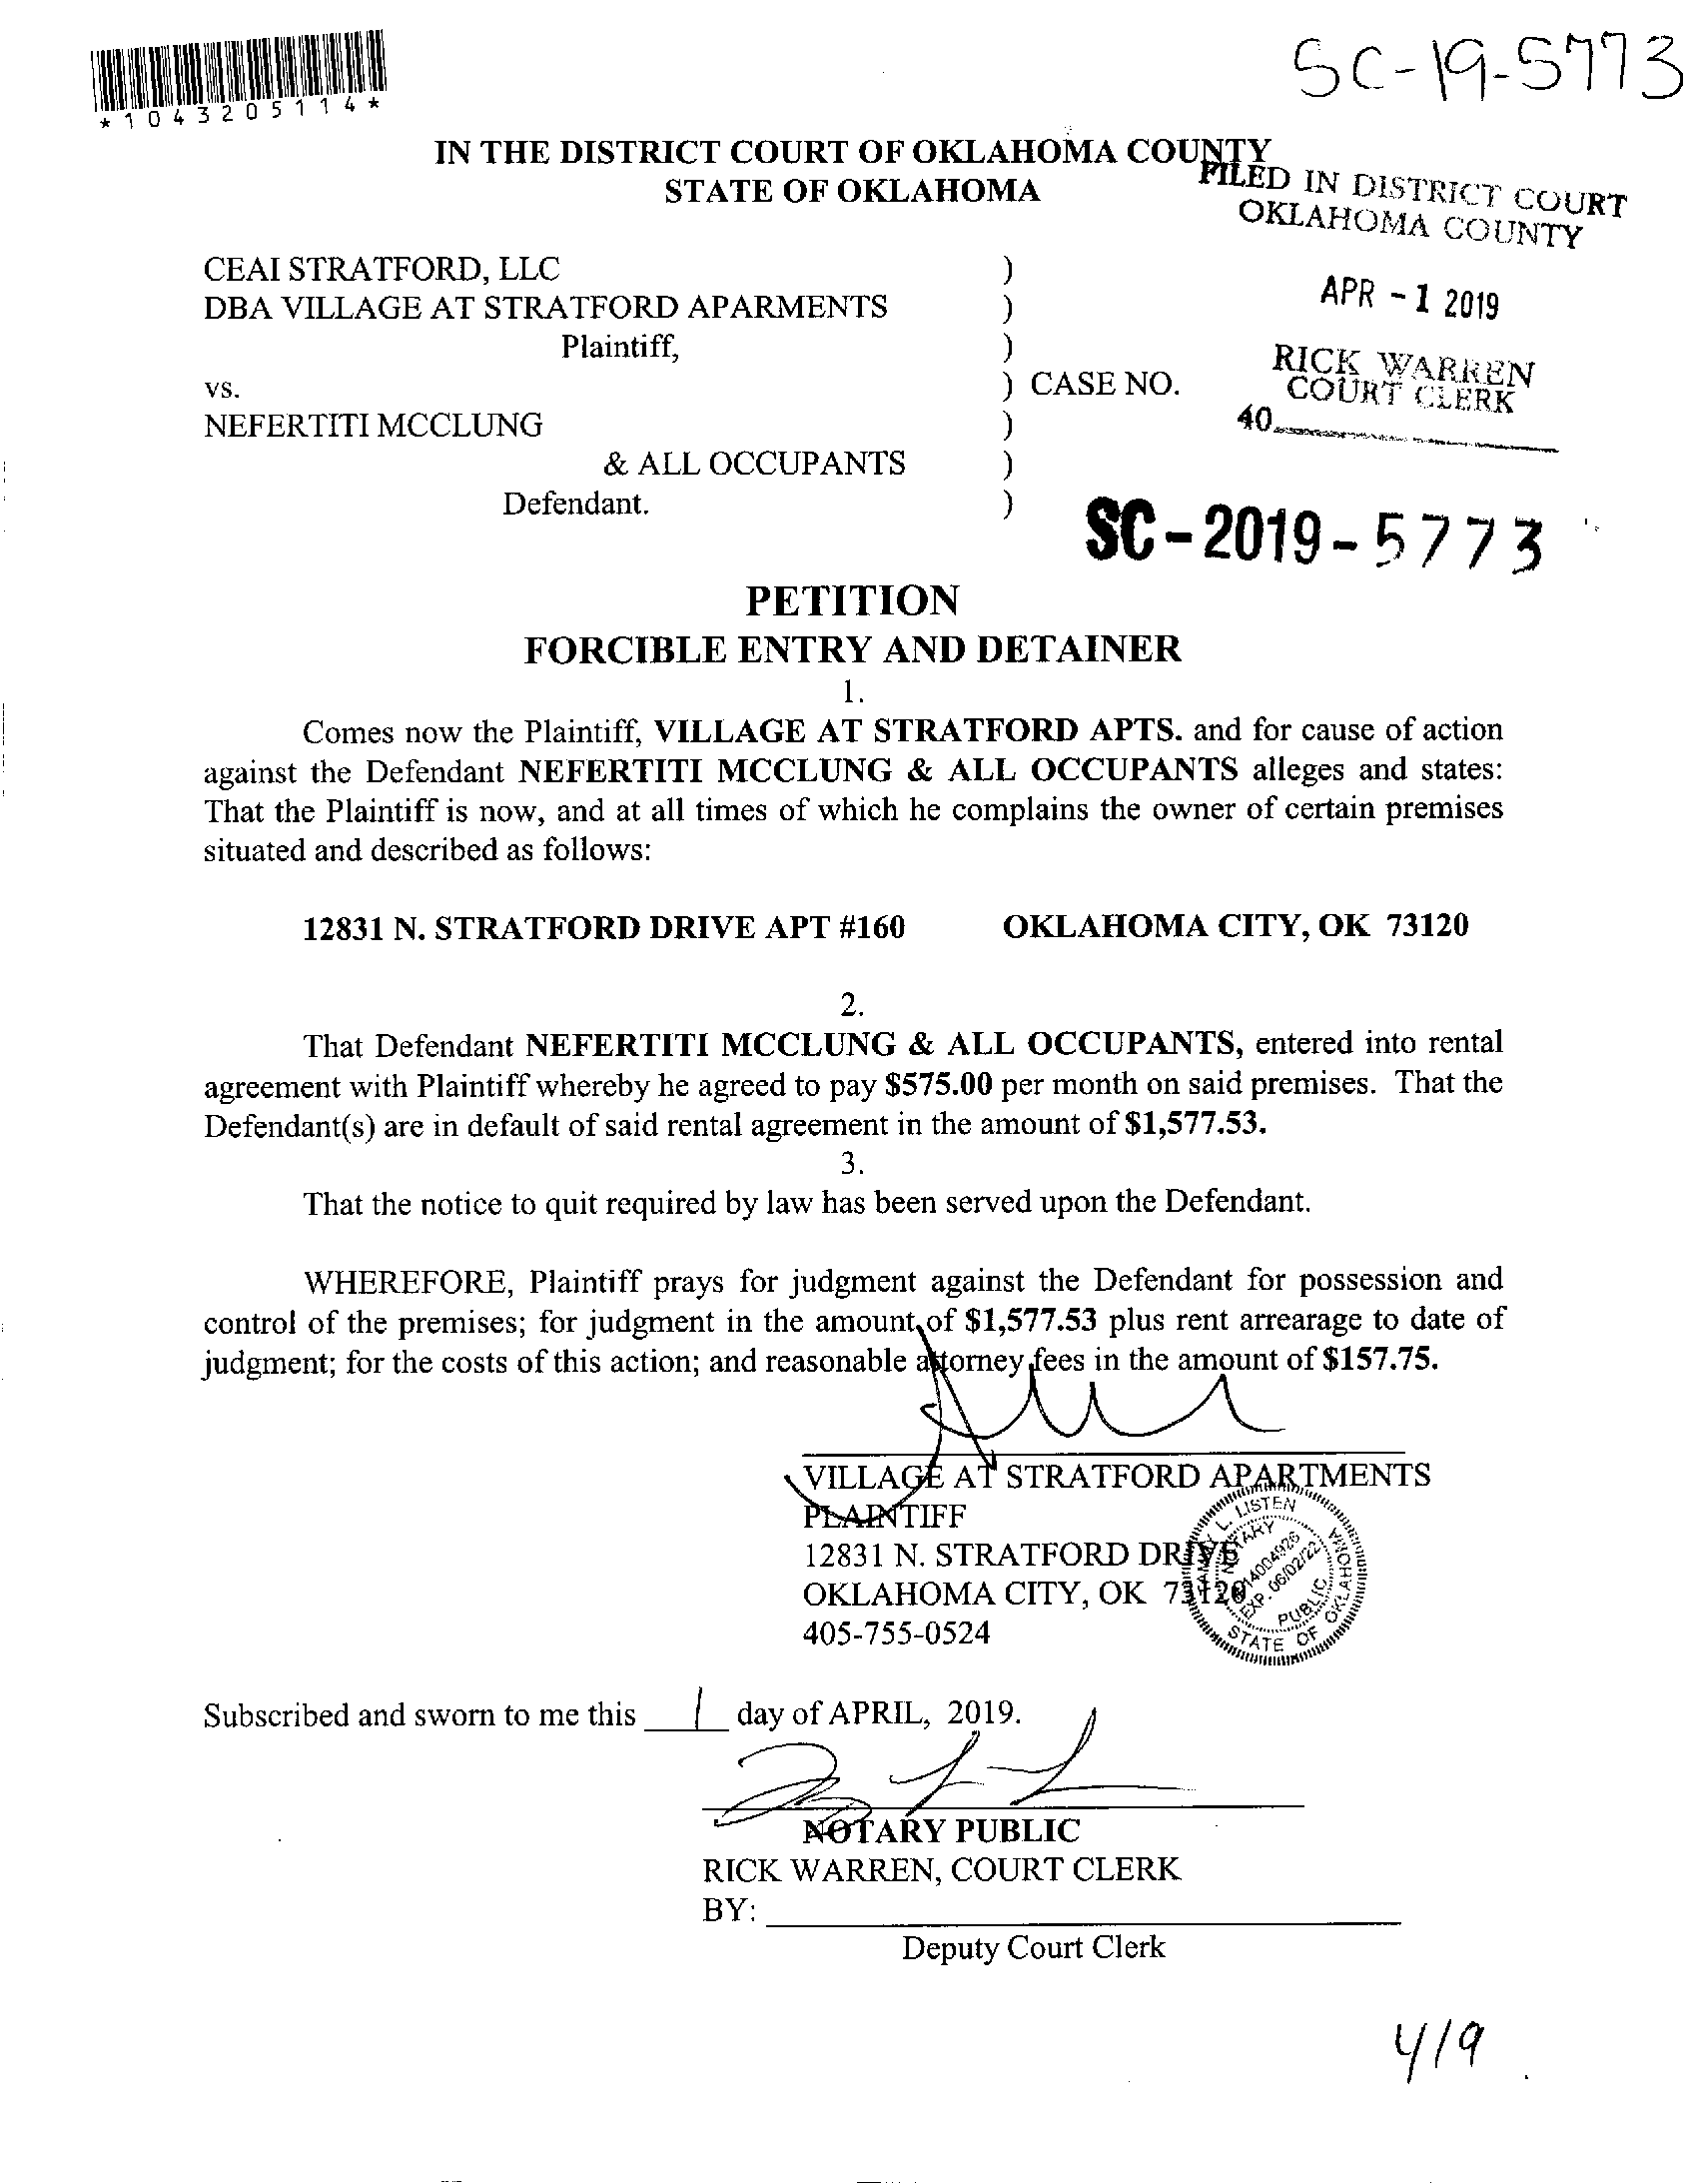 SC-19-5773
*1043205114*
IN THE DISTRICT COURT OF OKLAHOMA COUNTY
STATE OF OKLAHOMA
FILED IN DISTRICT COURT
OKLAHOMA COUNTY
CEAI STRATFORD, LLC )
DBA VILLAGE AT STRATFORD APARMENTS )
APR - 1 2019
Plaintiff, )
RICK WARREN
COURT CLERK
vs. ) CASE NO.
40
NEFERTITI MCCLUNG )
& ALL OCCUPANTS )
Defendant. )
SC-2019-5773
PETITION
FORCIBLE ENTRY AND DETAINER
1.
Comes now the Plaintiff, VILLAGE AT STRATFORD APTS. and for cause of action
against the Defendant NEFERTITI MCCLUNG & ALL OCCUPANTS alleges and states:
That the Plaintiff is now, and at all times of which he complains the owner of certain premises
situated and described as follows:
12831 N. STRATFORD DRIVE APT #160 OKLAHOMA CITY, OK 73120
2.
That Defendant NEFERTITI MCCLUNG & ALL OCCUPANTS, entered into rental
agreement with Plaintiff whereby he agreed to pay $575.00 per month on said premises. That the
Defendant(s) are in default of said rental agreement in the amount of $1,577.53.
3.
That the notice to quit required by law has been served upon the Defendant.
WHEREFORE, Plaintiff prays for judgment against the Defendant for possession and
control of the premises; for judgment in the amount of $1,577.53 plus rent arrearage to date of
judgment; for the costs of this action; and reasonable attorney fees in the amount of $157.75.
VILLAGE AT STRATFORD APARTMENTS
PLAINTIFF
12831 N. STRATFORD DRIVE
OKLAHOMA CITY, OK 73120
405-755-0524
L. LISTEN
NOTARY
EXP. 06/02/22
PUBLIC
STATE OF OKLAHOMA
Subscribed and sworn to me this 1 day of APRIL, 2019.
NOTARY PUBLIC
RICK WARREN, COURT CLERK
BY:
Deputy Court Clerk
4/9